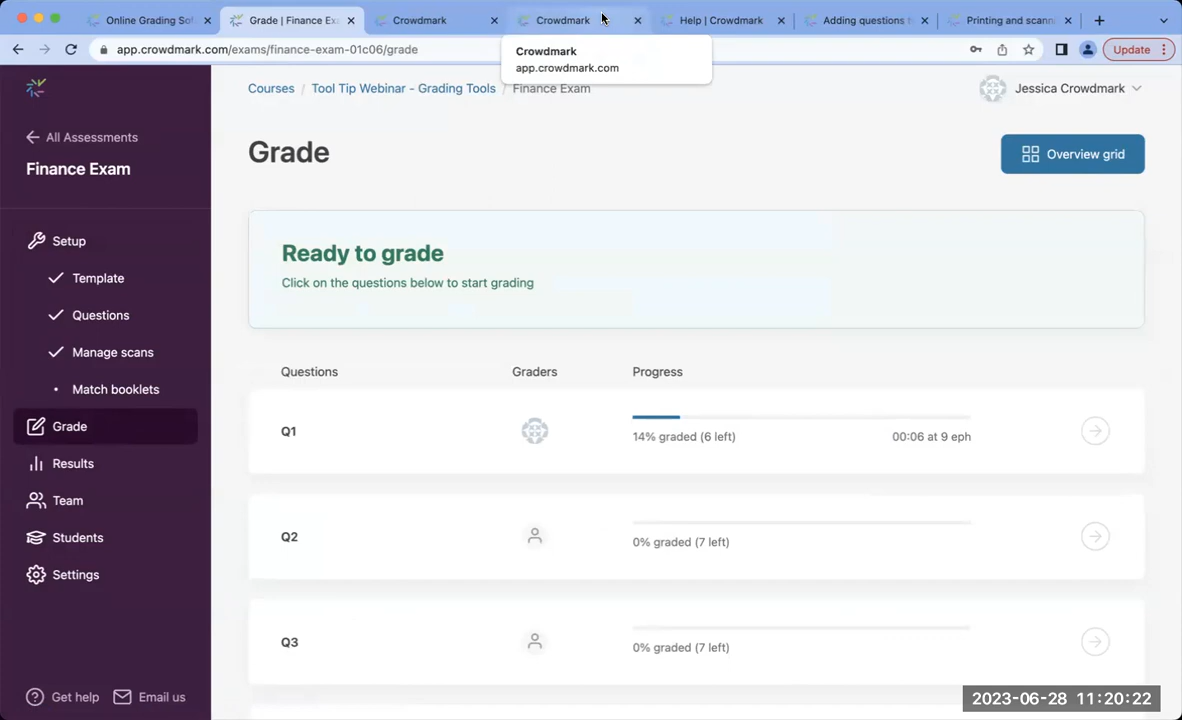 Online Grading Sof
Grade | Finance Exa
Crowdmark
Crowdmark
Help | Crowdmark
Adding questions
Printing and scann
app.crowdmark.com/exams/finance-exam-01c06/grade
Update
Crowdmark
app.crowdmark.com
Courses / Tool Tip Webinar - Grading Tools / Finance Exam
Jessica Crowdmark
All Assessments
Finance Exam
Grade
Overview grid
Setup
Template
Questions
Manage scans
Match booklets
Grade
Results
Team
Students
Settings
Get help
Email us
Ready to grade
Click on the questions below to start grading
Questions Graders Progress
Q1
14% graded (6 left) 00:06 at 9 eph
Q2
0% graded (7 left)
Q3
0% graded (7 left)
2023-06-28 11:20:22